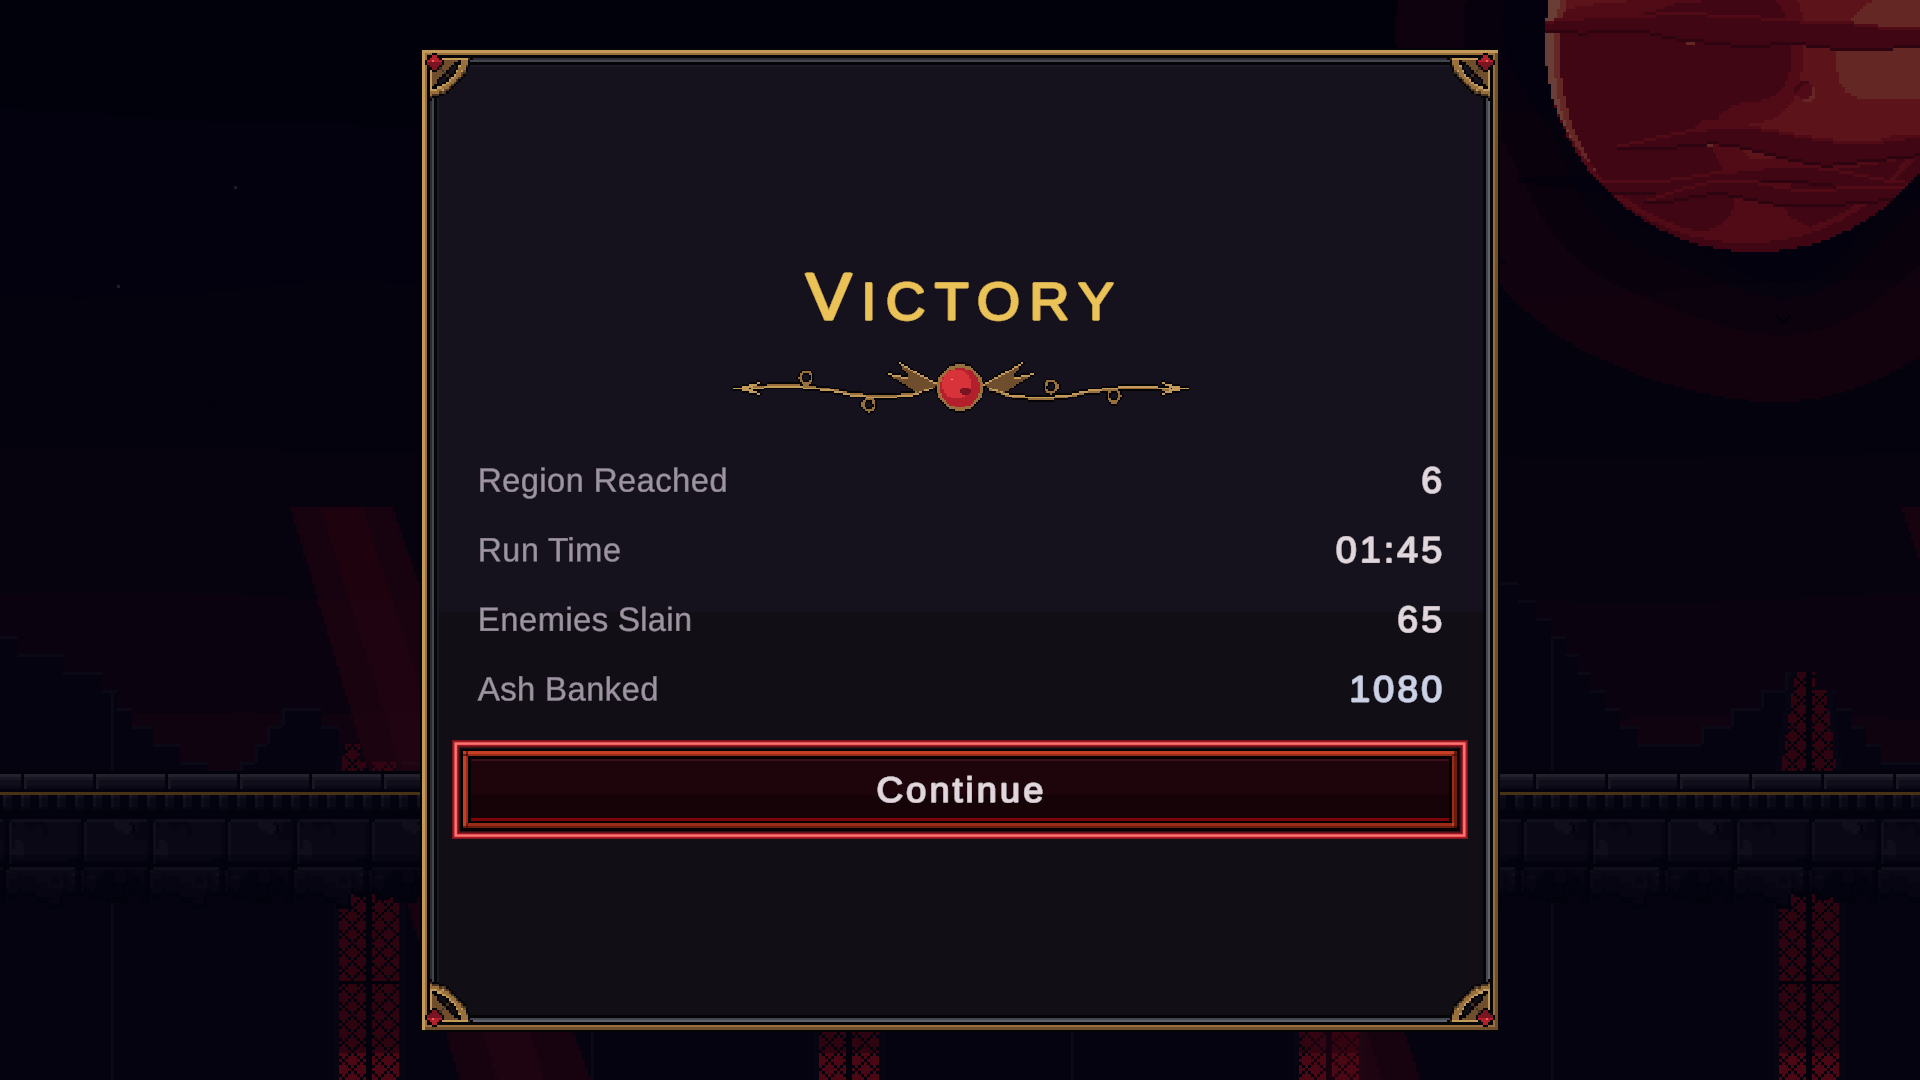 Victory
Region Reached 6
Run Time 01:45
Enemies Slain 65
Ash Banked 1080
Continue